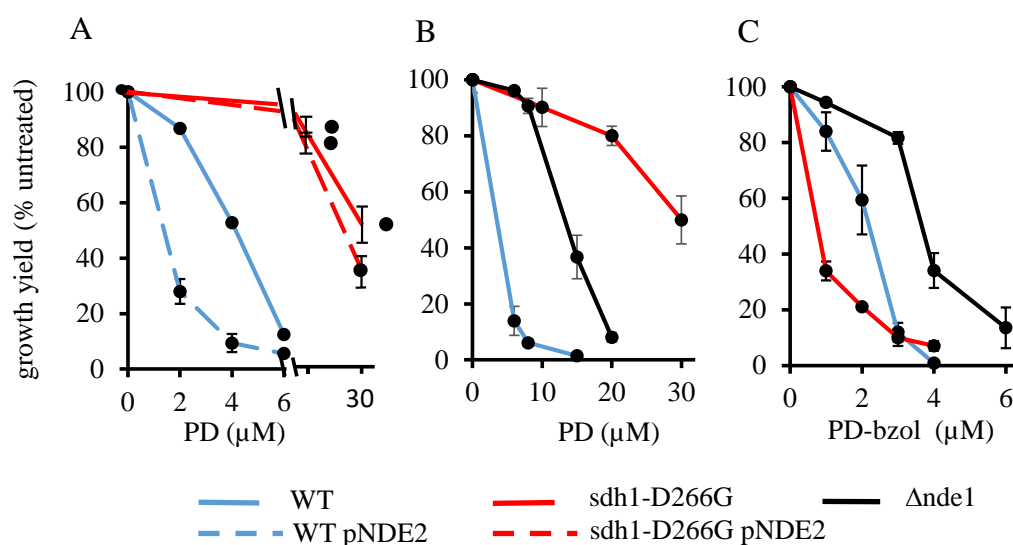 A
B
C
growth yield (% untreated)
100
80
60
40
20
0
0
2
4
6
30
PD (µM)
100
80
60
40
20
0
0
10
20
30
PD (µM)
100
80
60
40
20
0
0
2
4
6
PD-bzol (µM)
WT
sdh1-D266G
Δnde1
WT pNDE2
sdh1-D266G pNDE2